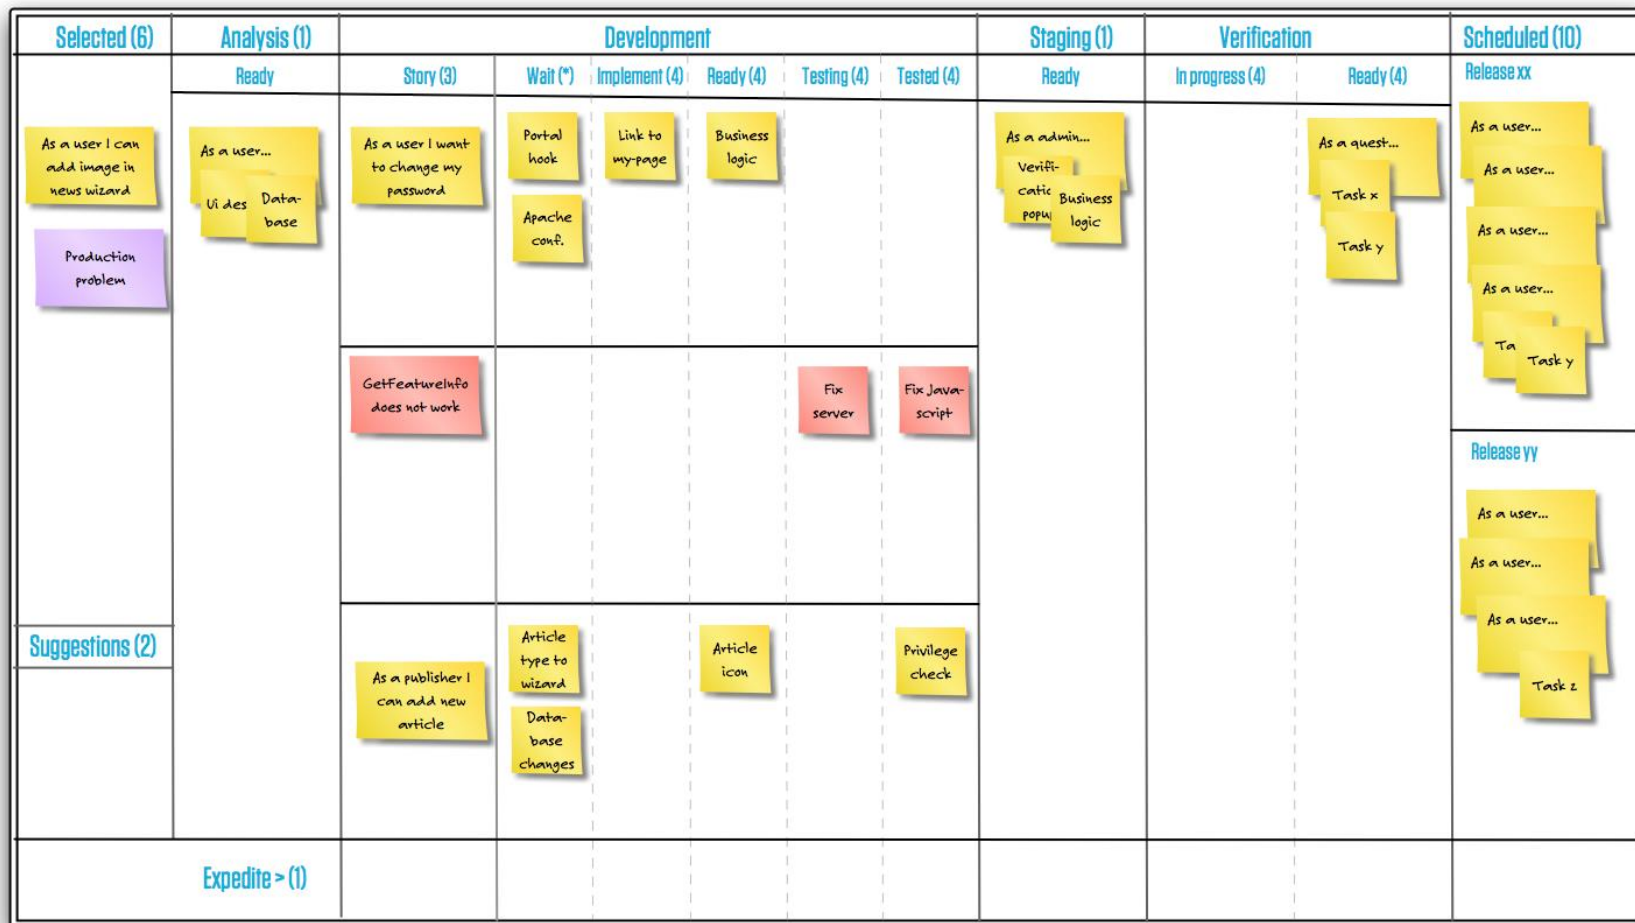 Selected (6)
Analysis (1)
Development
Staging (1)
Verification
Scheduled (10)
Ready
Story (3)
Wait (*)
Implement (4)
Ready (4)
Testing (4)
Tested (4)
Ready
In progress (4)
Ready (4)
Release xx
As a user I can
add image in
news wizard
Production
problem
As a user...
Ui des
Data-
base
As a user I want
to change my
password
Portal
hook
Apache
conf.
Link to
my-page
Business
logic
As a admin...
Verifi-
catio
popu
Business
logic
As a quest...
Task x
Task y
As a user...
As a user...
As a user...
As a user...
Ta
Task y
GetFeatureInfo
does not work
Fix
server
Fix Java-
script
Release yy
As a user...
As a user...
As a user...
Task z
Suggestions (2)
As a publisher I
can add new
article
Article
type to
wizard
Data-
base
changes
Article
icon
Privilege
check
Expedite > (1)